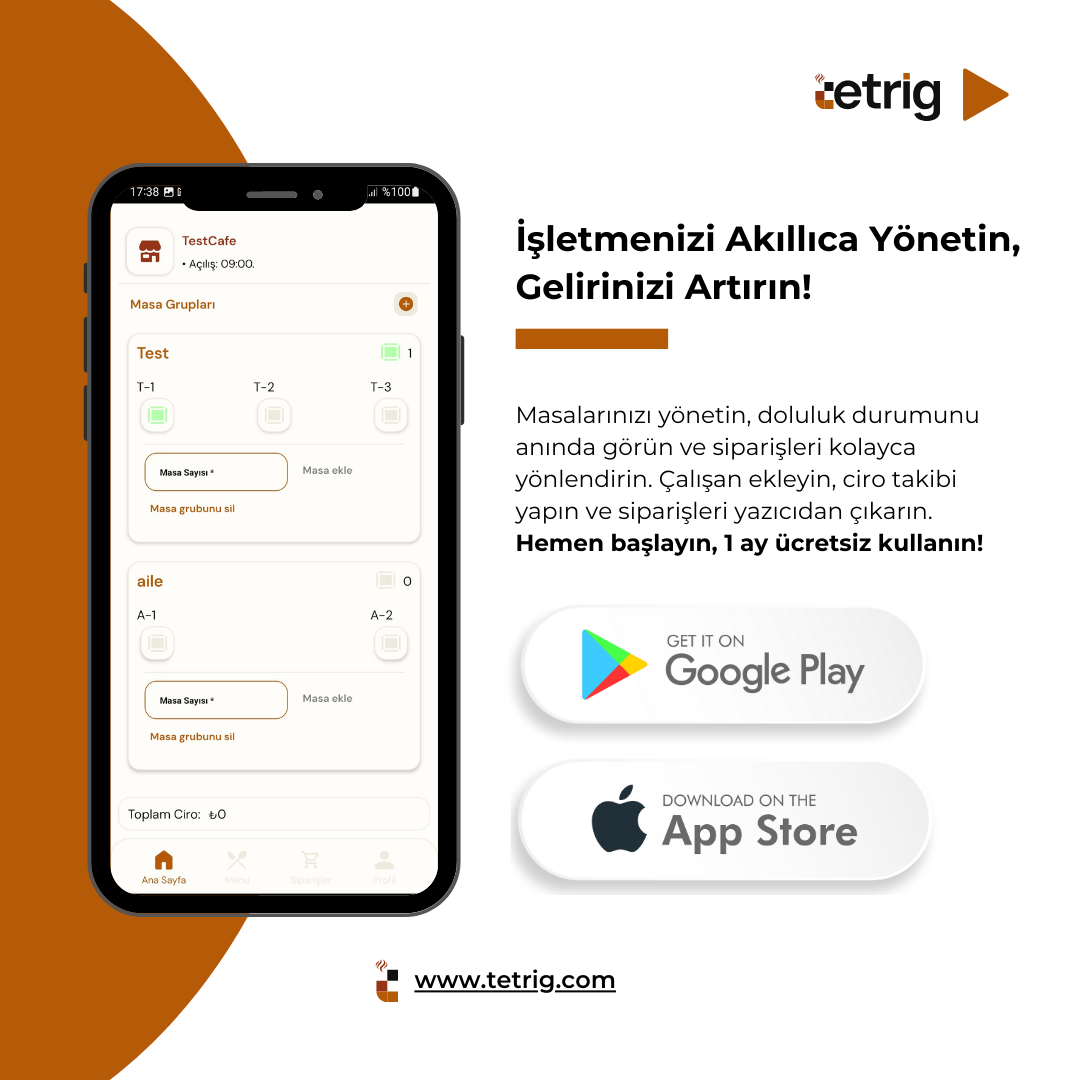 tetrig
17:38 %100
TestCafe
• Açılış: 09:00.
Masa Grupları
Test 1
T-1 T-2 T-3
Masa Sayısı * Masa ekle
Masa grubunu sil
aile 0
A-1 A-2
Masa Sayısı * Masa ekle
Masa grubunu sil
Toplam Ciro: ₺0
Ana Sayfa Menü Siparişler Profil
İşletmenizi Akıllıca Yönetin,
Gelirinizi Artırın!
Masalarınızı yönetin, doluluk durumunu
anında görün ve siparişleri kolayca
yönlendirin. Çalışan ekleyin, ciro takibi
yapın ve siparişleri yazıcıdan çıkarın.
Hemen başlayın, 1 ay ücretsiz kullanın!
GET IT ON
Google Play
DOWNLOAD ON THE
App Store
www.tetrig.com